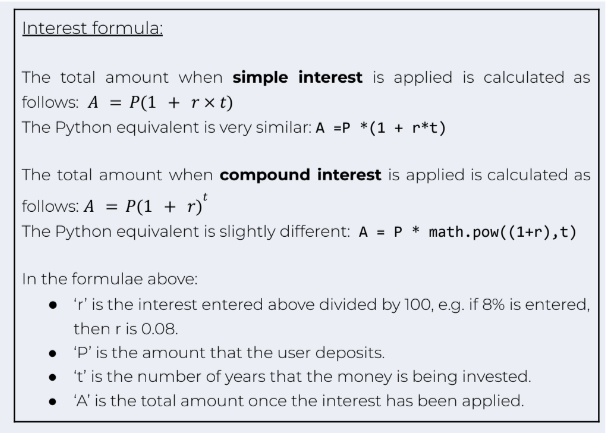 Interest formula:
The total amount when simple interest is applied is calculated as
follows: A = P(1 + r × t)
The Python equivalent is very similar: A =P *(1 + r*t)
The total amount when compound interest is applied is calculated as
follows: A = P(1 + r)^t
The Python equivalent is slightly different: A = P * math.pow((1+r),t)
In the formulae above:
● 'r' is the interest entered above divided by 100, e.g. if 8% is entered,
then r is 0.08.
● 'P' is the amount that the user deposits.
● 't' is the number of years that the money is being invested.
● 'A' is the total amount once the interest has been applied.